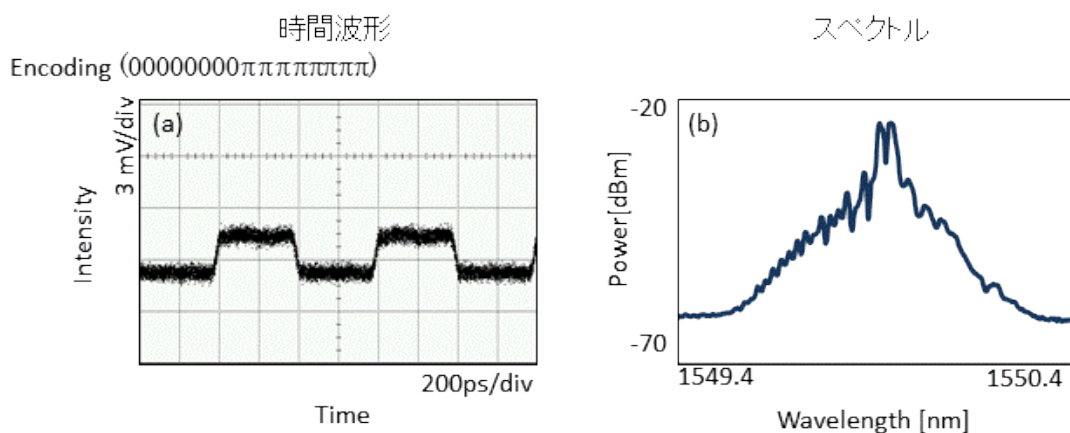 時間波形
スペクトル
Encoding (00000000ππππππππ)
(a)
3 mV/div
Intensity
200ps/div
Time
-20
(b)
Power[dBm]
-70
1549.4
1550.4
Wavelength [nm]